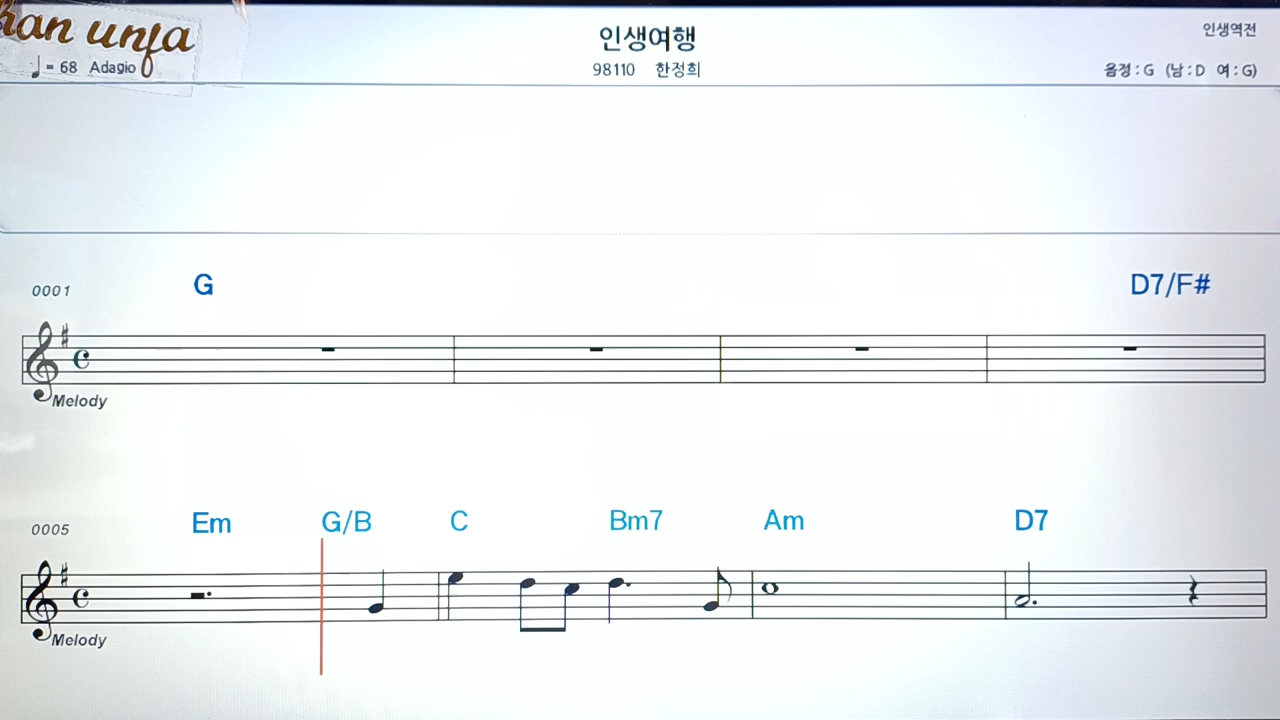 han unja
인생여행
인생역전
♩= 68 Adagio
98110 한정희
음정 : G (남 : D 여 : G)
0001
G D7/F#
Melody
0005
Em G/B C Bm7 Am D7
Melody